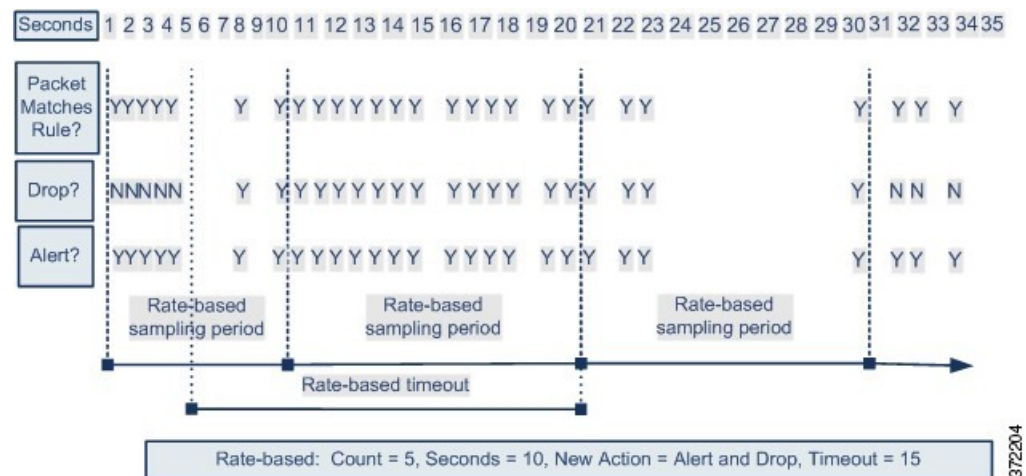 Seconds 1 2 3 4 5 6 7 8 9 10 11 12 13 14 15 16 17 18 19 20 21 22 23 24 25 26 27 28 29 30 31 32 33 34 35
Packet
Matches
Rule?
YYYYY Y Y Y Y Y Y Y Y Y Y Y Y Y Y Y Y Y Y Y Y Y Y
Drop?
NNNNN Y Y Y Y Y Y Y Y Y Y Y Y Y Y Y Y Y Y Y N N N
Alert?
YYYYY Y Y Y Y Y Y Y Y Y Y Y Y Y Y Y Y Y Y Y Y Y Y
Rate-based
sampling period
Rate-based
sampling period
Rate-based
sampling period
Rate-based timeout
Rate-based: Count = 5, Seconds = 10, New Action = Alert and Drop, Timeout = 15
372204